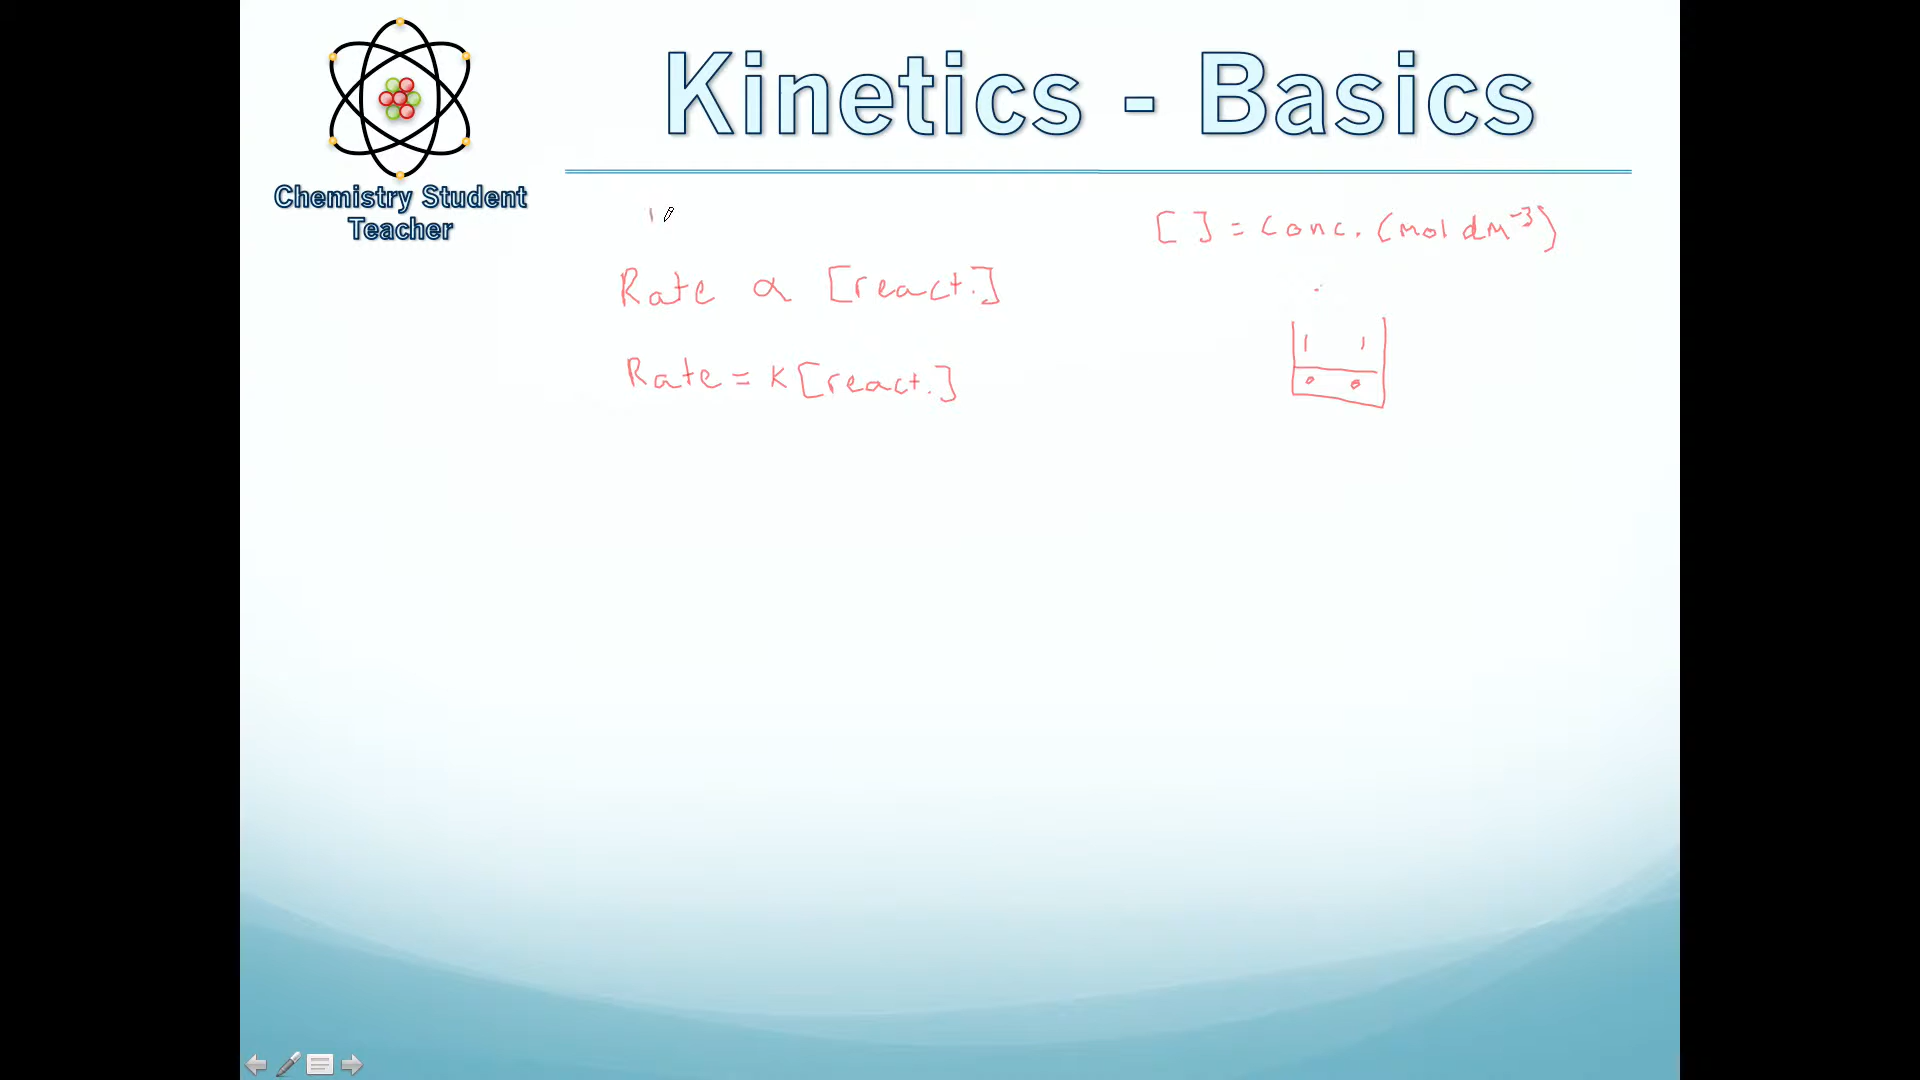 Kinetics - Basics
Chemistry Student
Teacher
[ ] = Conc. (mol dm⁻³)
Rate ∝ [react.]
Rate = K [react.]